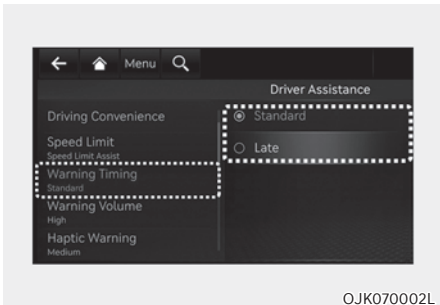 Menu
Driver Assistance
Driving Convenience
Speed Limit
Speed Limit Assist
Warning Timing
Standard
Warning Volume
High
Haptic Warning
Medium
Standard
Late
OJK070002L